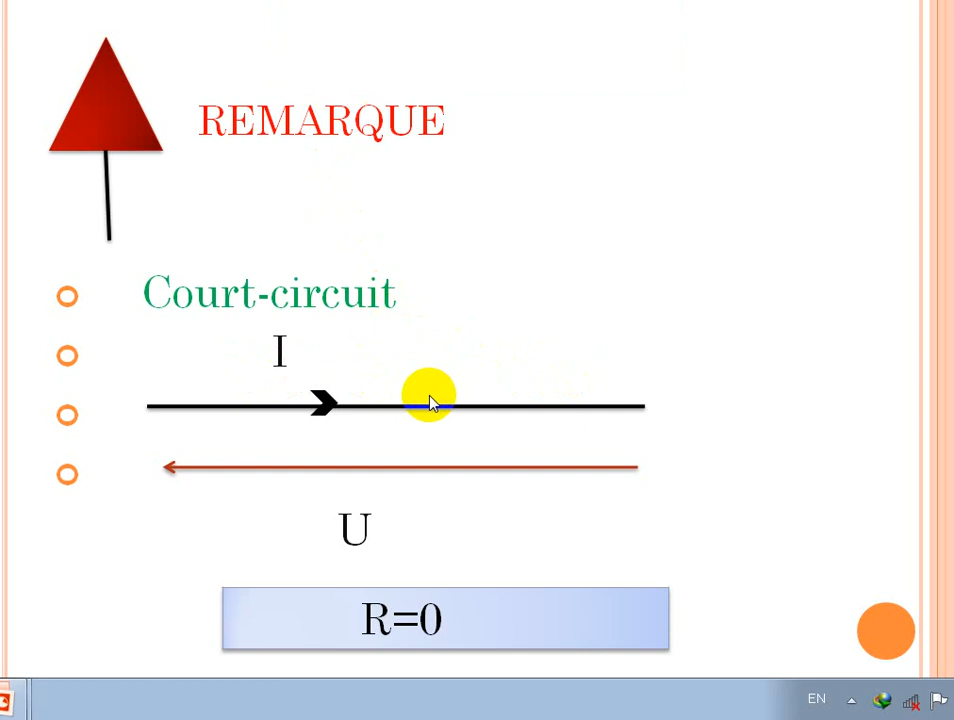 REMARQUE
Court-circuit
I
U
R=0
EN